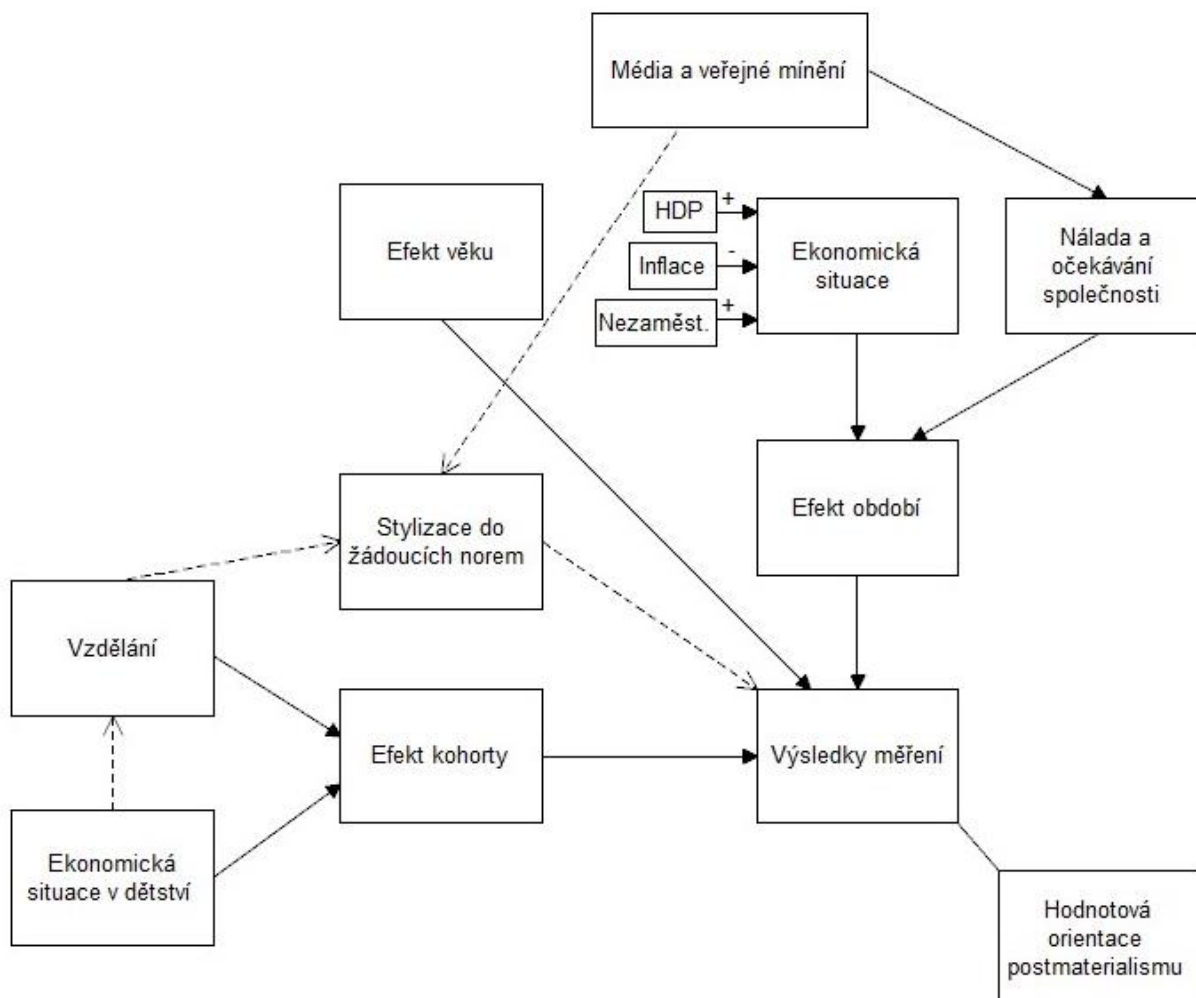 Média a veřejné mínění
Efekt věku
HDP
+
Inflace
-
Nezaměst.
+
Ekonomická
situace
Nálada a
očekávání
společnosti
Stylizace do
žádoucích norem
Efekt období
Vzdělání
Efekt kohorty
Výsledky měření
Ekonomická
situace v dětství
Hodnotová
orientace
postmaterialismu